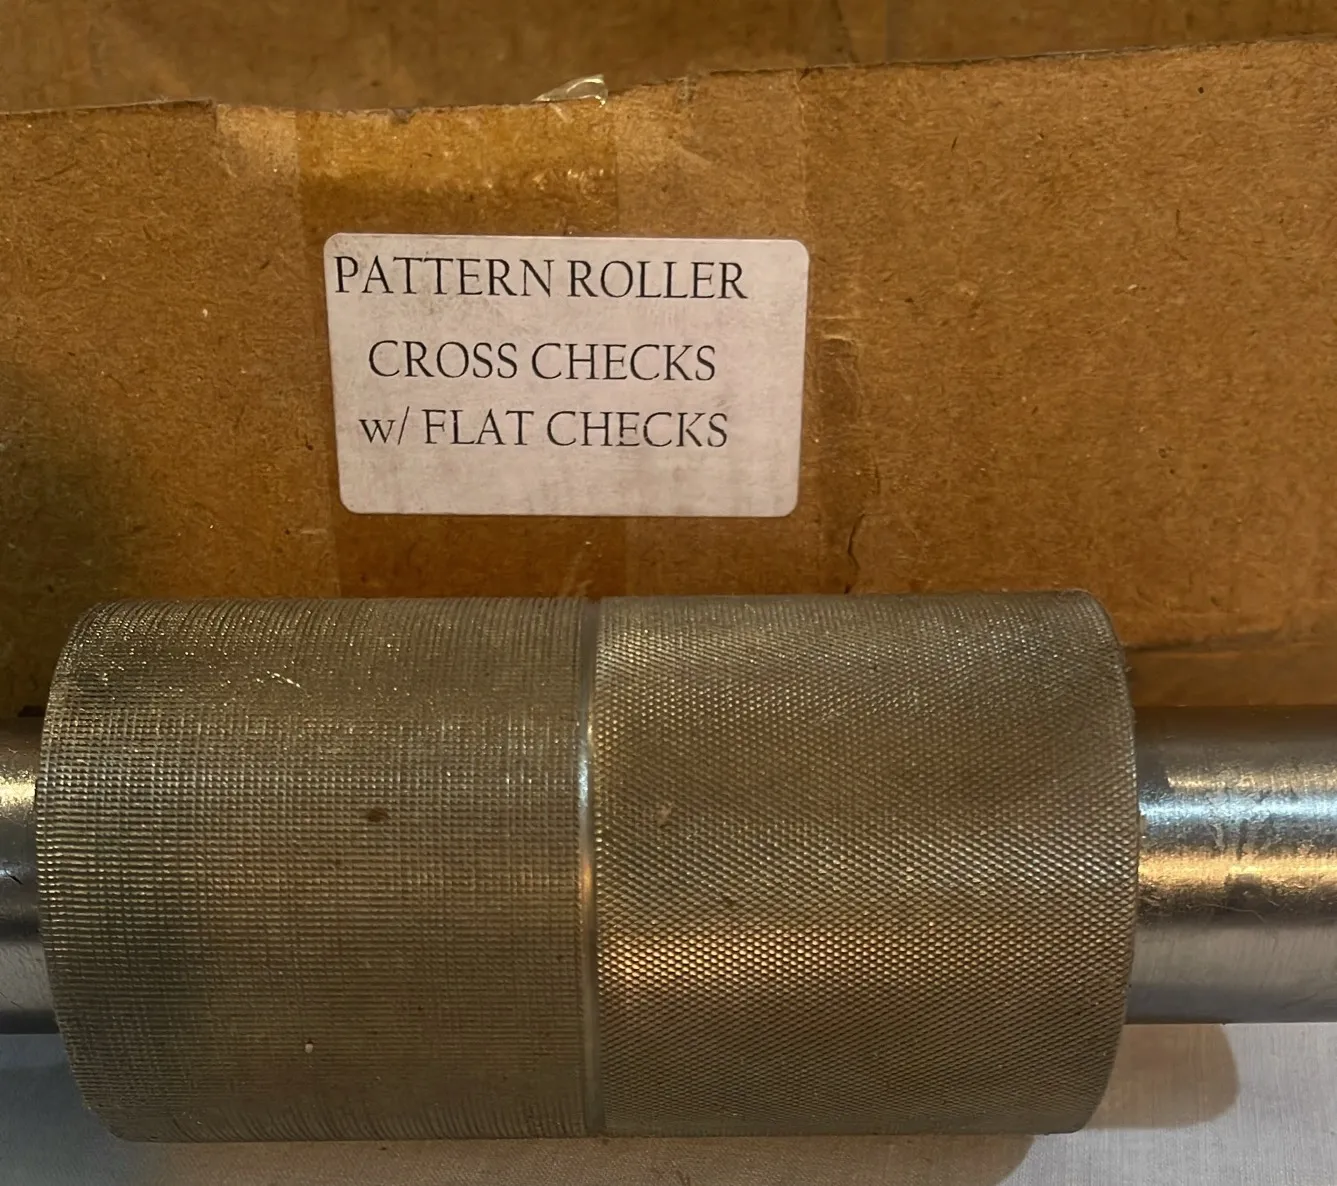 PATTERN ROLLER
CROSS CHECKS
w/ FLAT CHECKS